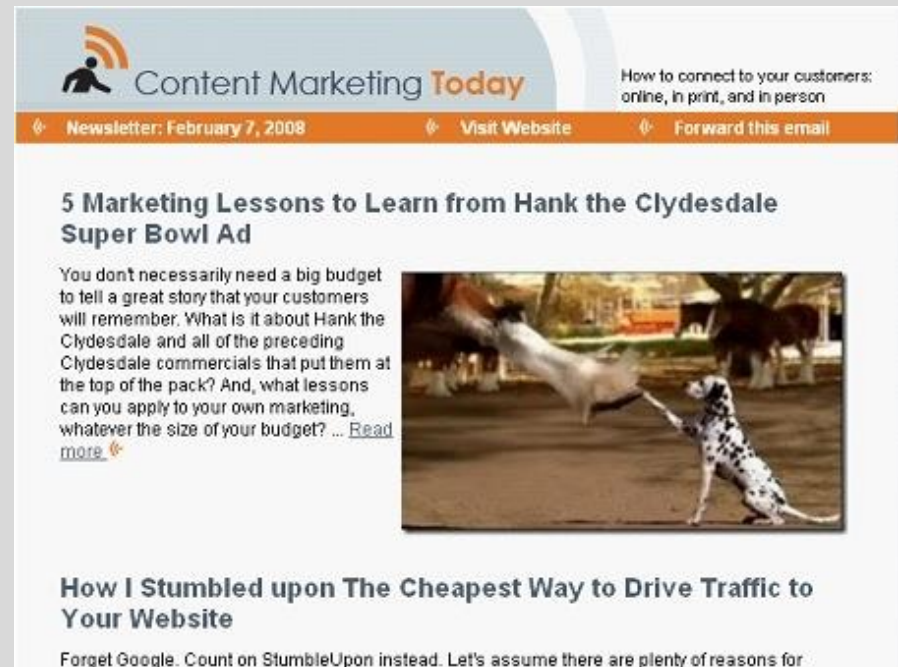 Content Marketing Today
How to connect to your customers:
online, in print, and in person
Newsletter: February 7, 2008
Visit Website
Forward this email
5 Marketing Lessons to Learn from Hank the Clydesdale
Super Bowl Ad
You don't necessarily need a big budget
to tell a great story that your customers
will remember. What is it about Hank the
Clydesdale and all of the preceding
Clydesdale commercials that put them at
the top of the pack? And, what lessons
can you apply to your own marketing,
whatever the size of your budget? ... Read
more
How I Stumbled upon The Cheapest Way to Drive Traffic to
Your Website
Forget Google. Count on StumbleUpon instead. Let's assume there are plenty of reasons for